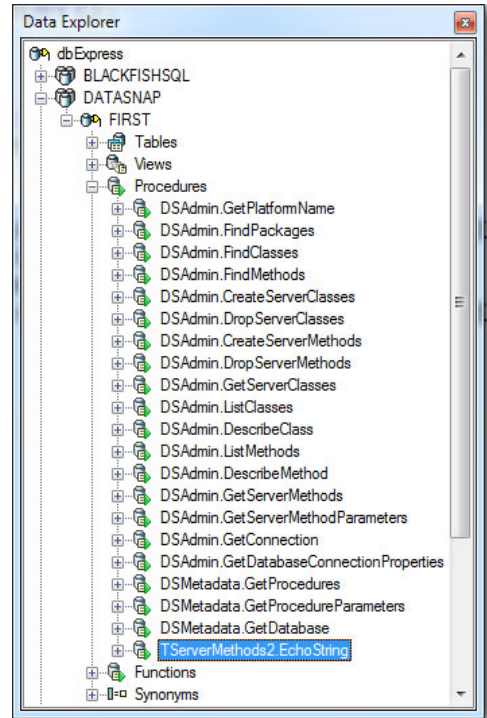 Data Explorer
dbExpress
BLACKFISHSQL
DATASNAP
FIRST
Tables
Views
Procedures
DSAdmin.GetPlatformName
DSAdmin.FindPackages
DSAdmin.FindClasses
DSAdmin.FindMethods
DSAdmin.CreateServerClasses
DSAdmin.DropServerClasses
DSAdmin.CreateServerMethods
DSAdmin.DropServerMethods
DSAdmin.GetServerClasses
DSAdmin.ListClasses
DSAdmin.DescribeClass
DSAdmin.ListMethods
DSAdmin.DescribeMethod
DSAdmin.GetServerMethods
DSAdmin.GetServerMethodParameters
DSAdmin.GetConnection
DSAdmin.GetDatabaseConnectionProperties
DSMetadata.GetProcedures
DSMetadata.GetProcedureParameters
DSMetadata.GetDatabase
TServerMethods2.EchoString
Functions
Synonyms